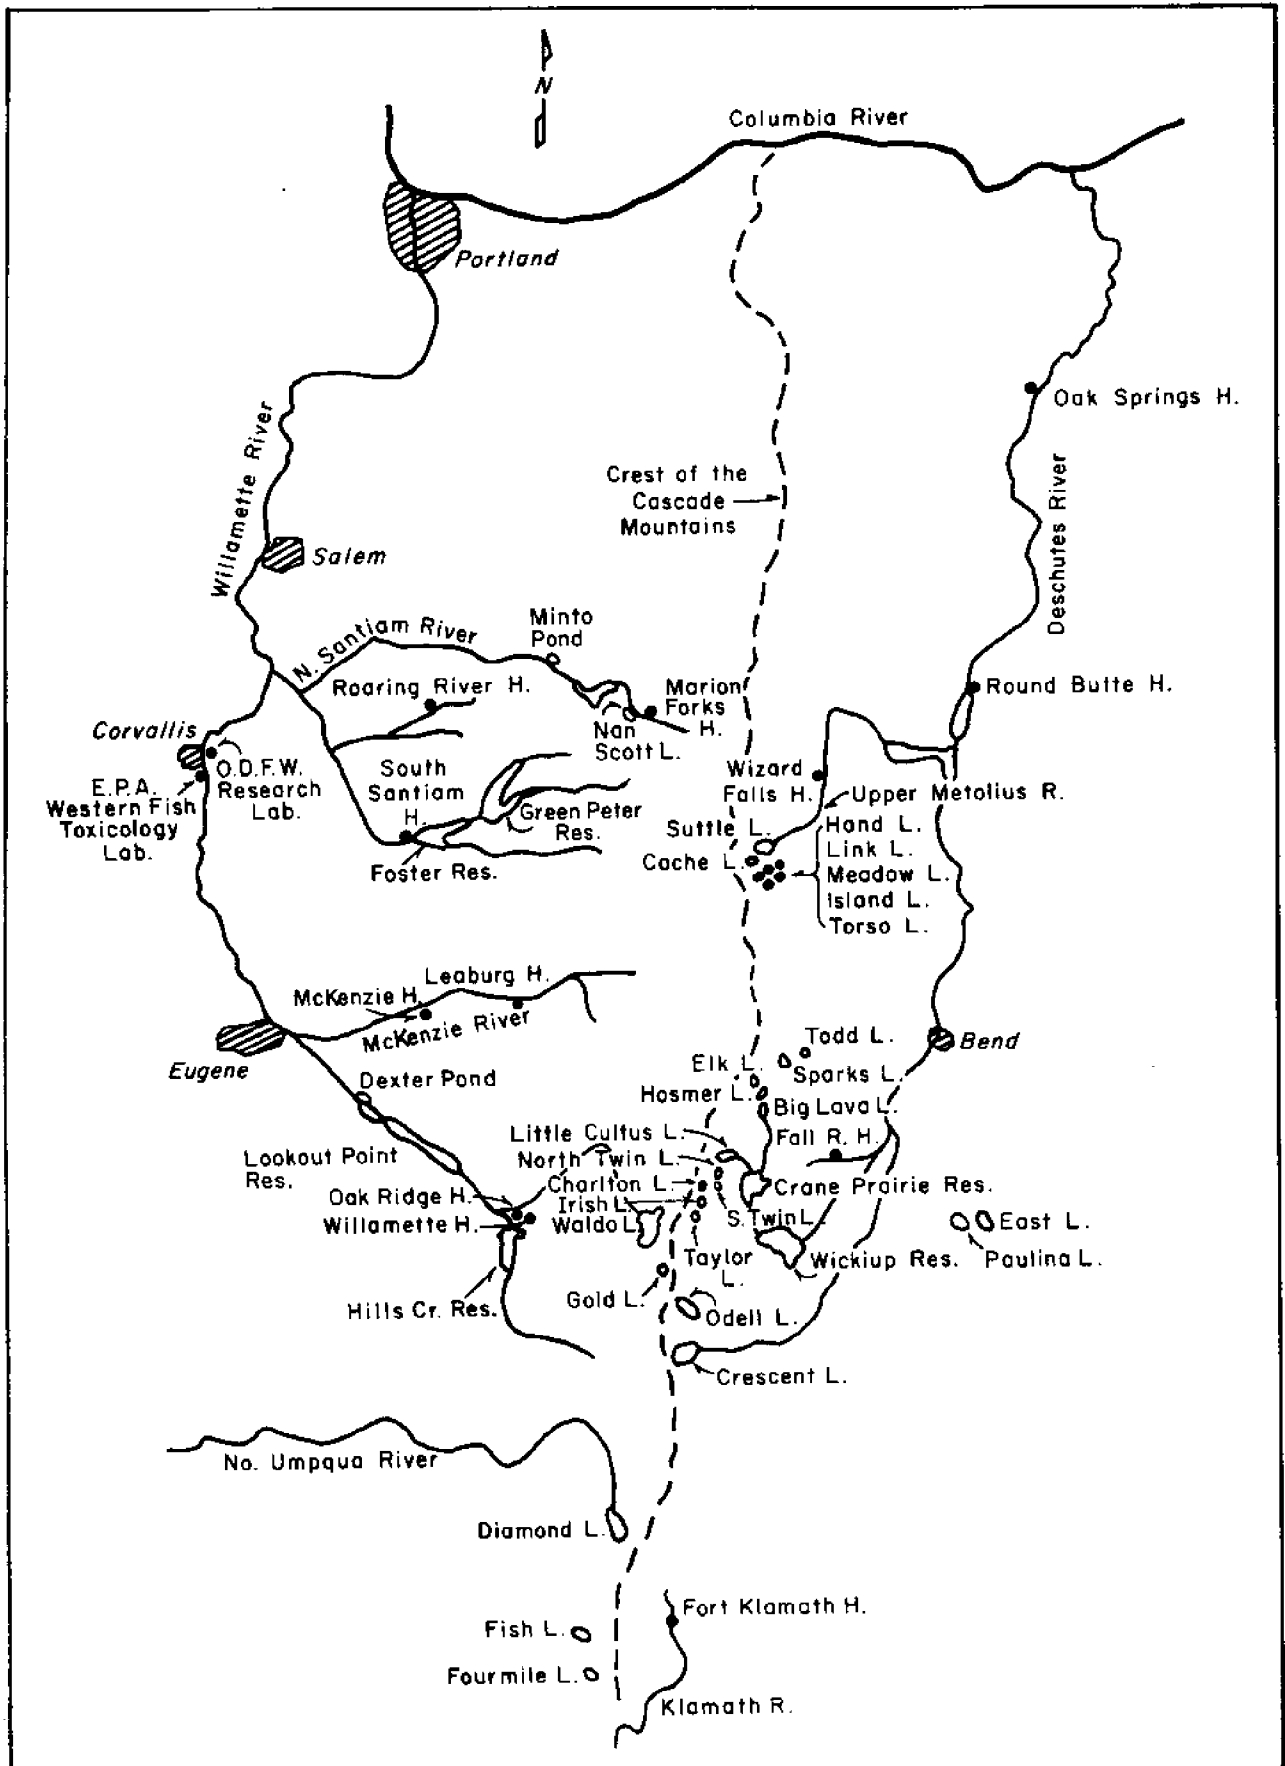 N
Columbia River
Portland
Oak Springs H.
Willamette River
Crest of the
Cascade
Mountains
Deschutes River
Salem
Minto
Pond
N. Santiam River
Roaring River H.
Marion
Forks
H.
Round Butte H.
Nan
Scott L.
Corvallis
O.D.F.W.
Research
Lab.
E.P.A.
Western Fish
Toxicology
Lab.
South
Santiam
H.
Green Peter
Res.
Foster Res.
Wizard
Falls H.
Upper Metolius R.
Suttle L.
Cache L.
Hand L.
Link L.
Meadow L.
Island L.
Torso L.
Leaburg H.
McKenzie H.
McKenzie River
Eugene
Dexter Pond
Todd L.
Bend
Elk L.
Sparks L.
Hosmer L.
Big Lava L.
Little Cultus L.
Fall R. H.
Lookout Point
Res.
North Twin L.
Charlton L.
Crane Prairie Res.
Oak Ridge H.
Irish L.
Willamette H.
Waldo L.
S. Twin L.
East L.
Taylor
L.
Wickiup Res.
Paulina L.
Hills Cr. Res.
Gold L.
Odell L.
Crescent L.
No. Umpqua River
Diamond L.
Fort Klamath H.
Fish L.
Fourmile L.
Klamath R.